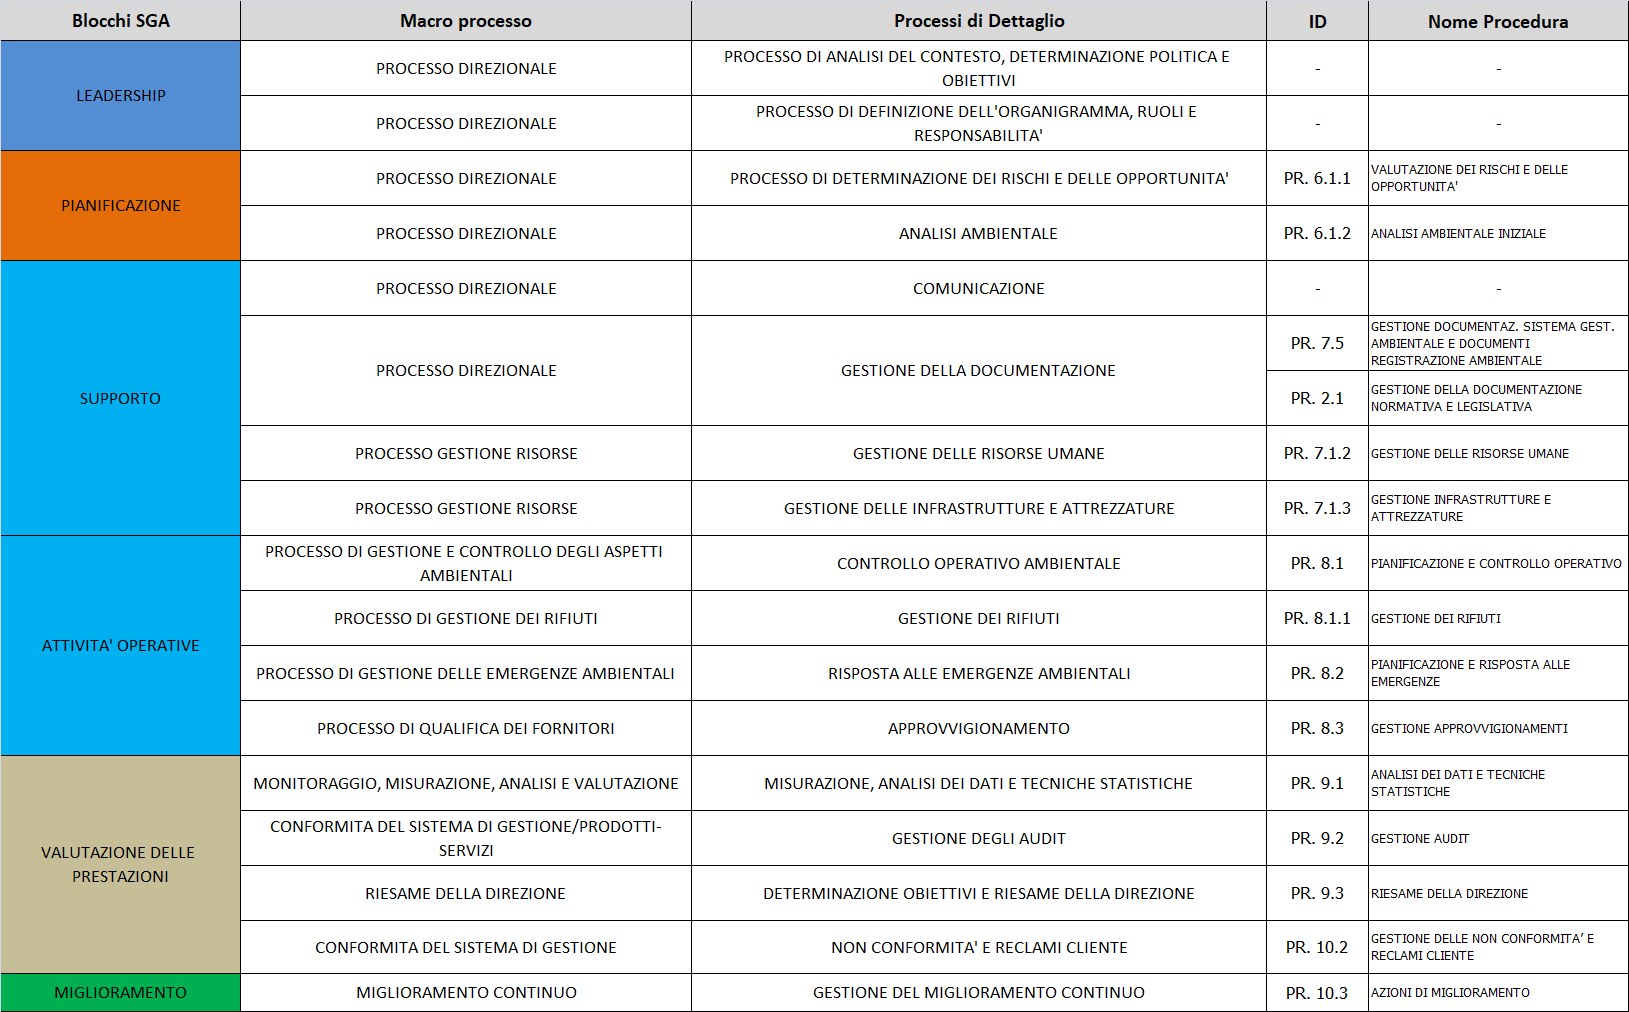 Blocchi SGA
Macro processo
Processi di Dettaglio
ID
Nome Procedura
LEADERSHIP
PROCESSO DIREZIONALE
PROCESSO DI ANALISI DEL CONTESTO, DETERMINAZIONE POLITICA E
OBIETTIVI
-
-
PROCESSO DIREZIONALE
PROCESSO DI DEFINIZIONE DELL'ORGANIGRAMMA, RUOLI E
RESPONSABILITA'
-
-
PIANIFICAZIONE
PROCESSO DIREZIONALE
PROCESSO DI DETERMINAZIONE DEI RISCHI E DELLE OPPORTUNITA'
PR. 6.1.1
VALUTAZIONE DEI RISCHI E DELLE
OPPORTUNITA'
PROCESSO DIREZIONALE
ANALISI AMBIENTALE
PR. 6.1.2
ANALISI AMBIENTALE INIZIALE
SUPPORTO
PROCESSO DIREZIONALE
COMUNICAZIONE
-
-
PROCESSO DIREZIONALE
GESTIONE DELLA DOCUMENTAZIONE
PR. 7.5
GESTIONE DOCUMENTAZ. SISTEMA GEST.
AMBIENTALE E DOCUMENTI
REGISTRAZIONE AMBIENTALE
PR. 2.1
GESTIONE DELLA DOCUMENTAZIONE
NORMATIVA E LEGISLATIVA
PROCESSO GESTIONE RISORSE
GESTIONE DELLE RISORSE UMANE
PR. 7.1.2
GESTIONE DELLE RISORSE UMANE
PROCESSO GESTIONE RISORSE
GESTIONE DELLE INFRASTRUTTURE E ATTREZZATURE
PR. 7.1.3
GESTIONE INFRASTRUTTURE E
ATTREZZATURE
ATTIVITA' OPERATIVE
PROCESSO DI GESTIONE E CONTROLLO DEGLI ASPETTI
AMBIENTALI
CONTROLLO OPERATIVO AMBIENTALE
PR. 8.1
PIANIFICAZIONE E CONTROLLO OPERATIVO
PROCESSO DI GESTIONE DEI RIFIUTI
GESTIONE DEI RIFIUTI
PR. 8.1.1
GESTIONE DEI RIFIUTI
PROCESSO DI GESTIONE DELLE EMERGENZE AMBIENTALI
RISPOSTA ALLE EMERGENZE AMBIENTALI
PR. 8.2
PIANIFICAZIONE E RISPOSTA ALLE
EMERGENZE
PROCESSO DI QUALIFICA DEI FORNITORI
APPROVVIGIONAMENTO
PR. 8.3
GESTIONE APPROVVIGIONAMENTI
VALUTAZIONE DELLE
PRESTAZIONI
MONITORAGGIO, MISURAZIONE, ANALISI E VALUTAZIONE
MISURAZIONE, ANALISI DEI DATI E TECNICHE STATISTICHE
PR. 9.1
ANALISI DEI DATI E TECNICHE
STATISTICHE
CONFORMITA DEL SISTEMA DI GESTIONE/PRODOTTI-
SERVIZI
GESTIONE DEGLI AUDIT
PR. 9.2
GESTIONE AUDIT
RIESAME DELLA DIREZIONE
DETERMINAZIONE OBIETTIVI E RIESAME DELLA DIREZIONE
PR. 9.3
RIESAME DELLA DIREZIONE
CONFORMITA DEL SISTEMA DI GESTIONE
NON CONFORMITA' E RECLAMI CLIENTE
PR. 10.2
GESTIONE DELLE NON CONFORMITA’ E
RECLAMI CLIENTE
MIGLIORAMENTO
MIGLIORAMENTO CONTINUO
GESTIONE DEL MIGLIORAMENTO CONTINUO
PR. 10.3
AZIONI DI MIGLIORAMENTO